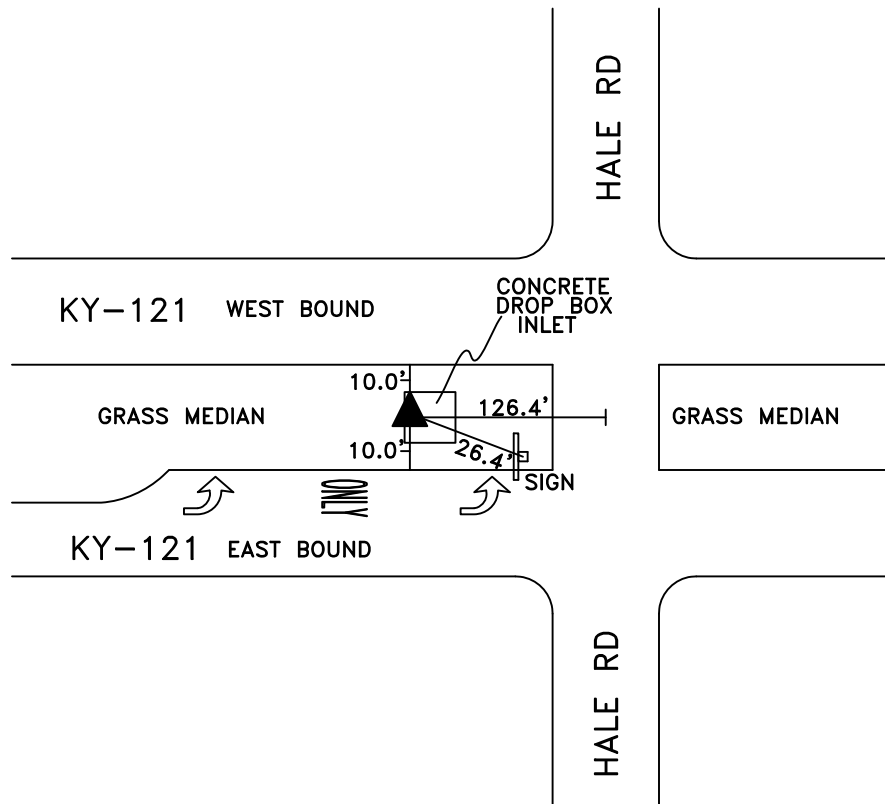 HALE RD
CONCRETE
DROP BOX
INLET
KY-121 WEST BOUND
10.0'
126.4'
GRASS MEDIAN
GRASS MEDIAN
10.0'
26.4'
SIGN
ONLY
KY-121 EAST BOUND
HALE RD